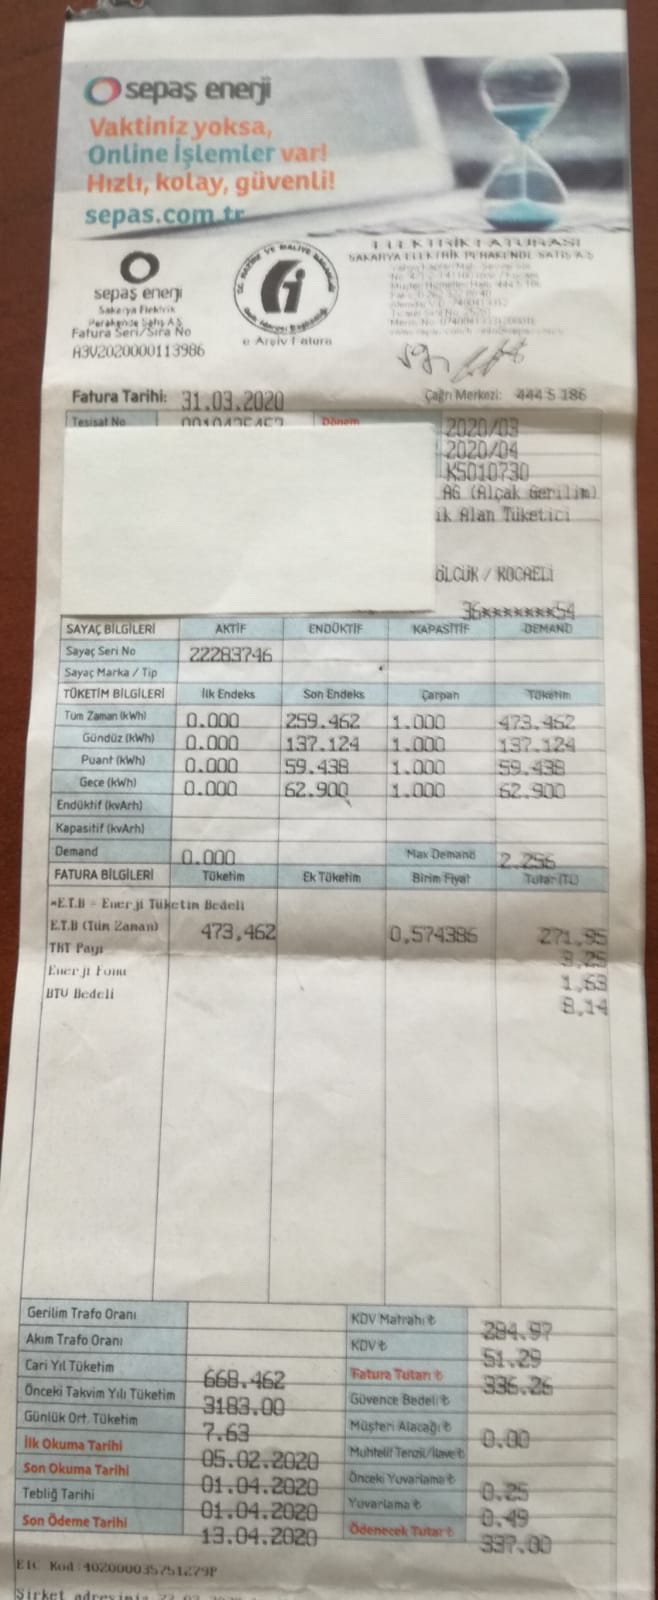 sepaş enerji
Vaktiniz yoksa,
Online İşlemler var!
Hızlı, kolay, güvenli!
sepas.com.tr
ELEKTRİK FATURASI
SAKARYA ELEKTRİK PERAKENDE SATIŞ A.Ş.
sepaş enerji
Sakarya Elektrik
Perakende Satış A.Ş.
Fatura Seri/Sıra No
A3V2020000113986
e Arşiv Fatura
Fatura Tarihi: 31.03.2020
Çağrı Merkezi: 444 5 186
Tesisat No
Dönem 2020/03
2020/04
K5010730
AG (Alçak Gerilim)
ik Alan Tüketici
ÖLCÜK / KOCAELİ
36*******54
SAYAÇ BİLGİLERİ AKTİF ENDÜKTİF KAPASİTİF DEMAND
Sayaç Seri No 22283746
Sayaç Marka / Tip
TÜKETİM BİLGİLERİ İlk Endeks Son Endeks Çarpan Tüketim
Tüm Zaman (kWh) 0.000 259.462 1.000 473.462
Gündüz (kWh) 0.000 137.124 1.000 137.124
Puant (kWh) 0.000 59.438 1.000 59.438
Gece (kWh) 0.000 62.900 1.000 62.900
Endüktif (kvArh)
Kapasitif (kvArh)
Demand 0.000 Max Demand 2.256
FATURA BİLGİLERİ Tüketim Ek Tüketim Birim Fiyat Tutar (TL)
*E.T.B = Enerji Tüketim Bedeli
E.T.B (Tüm Zaman) 473,462 0,574386 271,95
TRT Payı 3,25
Enerji Fonu 1,63
BTV Bedeli 8,14
Gerilim Trafo Oranı
KDV Matrahı ₺ 284.97
Akım Trafo Oranı
KDV ₺ 51.29
Cari Yıl Tüketim 668.462
Fatura Tutarı ₺ 336.26
Önceki Takvim Yılı Tüketim 3183.00
Güvence Bedeli ₺
Günlük Ort. Tüketim 7.63
Müşteri Alacağı ₺ 0.00
İlk Okuma Tarihi 05.02.2020
Muhtelif Tenzil/İlave ₺
Son Okuma Tarihi 01.04.2020
Önceki Yuvarlama ₺ 0.25
Tebliğ Tarihi 01.04.2020
Yuvarlama ₺ 0.49
Son Ödeme Tarihi 13.04.2020
Ödenecek Tutar ₺ 337.00
EIC Kod :402000035751279P
Şirket adresiniz